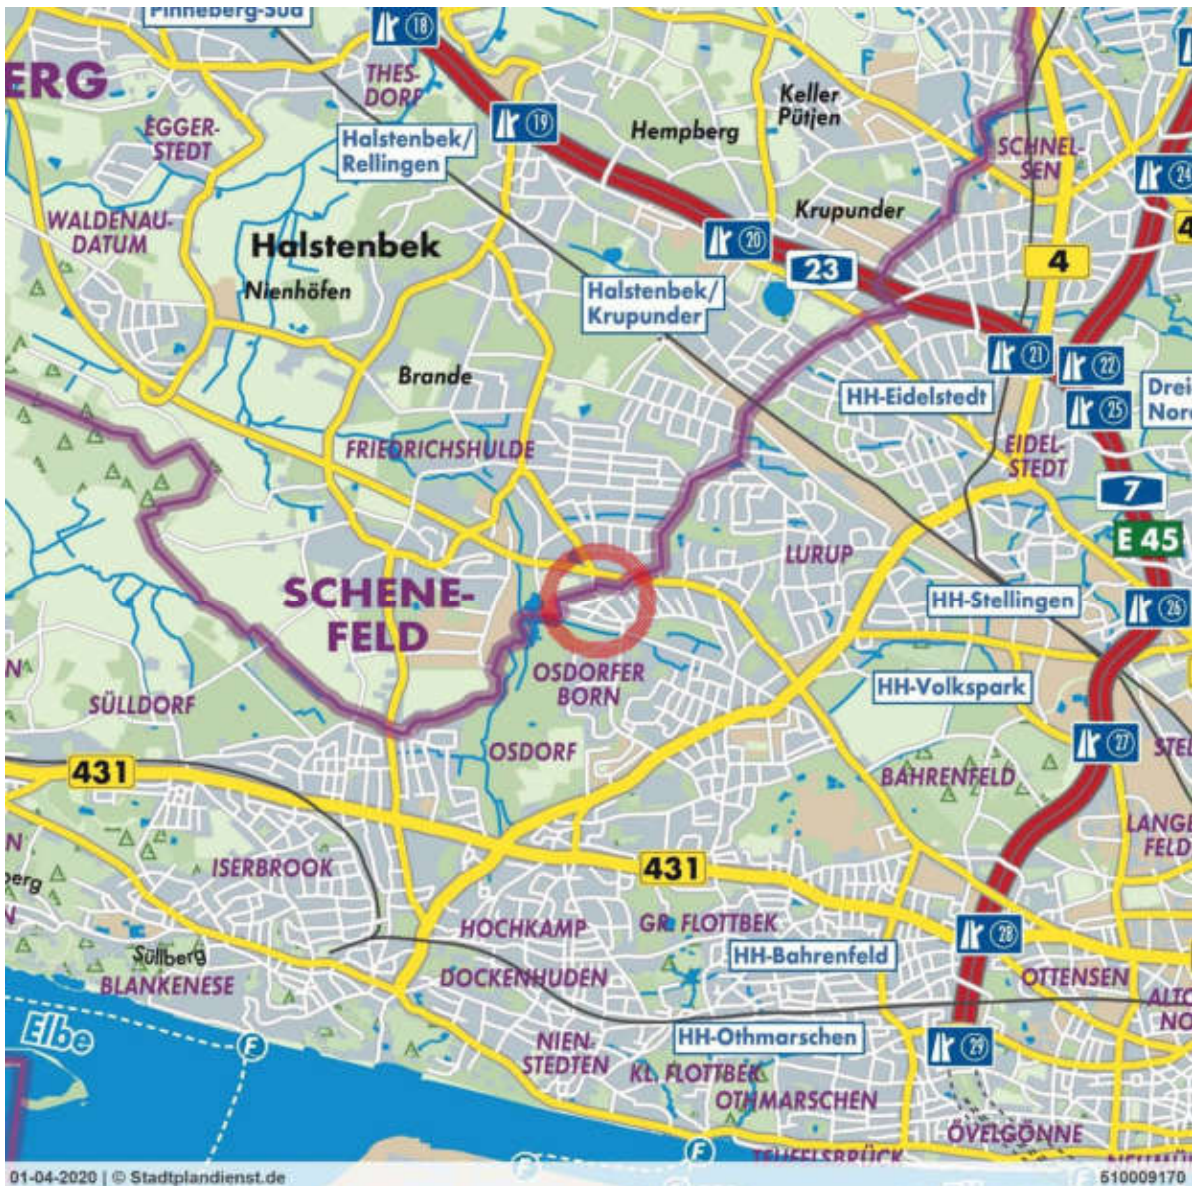 Pinneberg-Süd
18
ERG
THES-
DORF
Keller
Pütjen
19
Hempberg
EGGER-
STEDT
Halstenbek/
Rellingen
SCHNEL-
SEN
24
WALDENAU-
DATUM
Krupunder
4
Halstenbek
20
23
4
Nienhöfen
Halstenbek/
Krupunder
21
22
Brande
HH-Eidelstedt
25
FRIEDRICHSHULDE
EIDEL-
STEDT
7
LURUP
E 45
SCHENE-
FELD
HH-Stellingen
26
OSDORFER
BORN
HH-Volkspark
SÜLLDORF
OSDORF
27
431
BAHRENFELD
ISERBROOK
431
LANGE
FELD
HOCHKAMP
GR. FLOTTBEK
28
Süllberg
HH-Bahrenfeld
BLANKENESE
DOCKENHUDEN
OTTENSEN
Elbe
F
NIEN-
STEDTEN
HH-Othmarschen
29
KL. FLOTTBEK
OTHMARSCHEN
ÖVELGÖNNE
F
TEUFELSBRÜCK
F
01-04-2020 | © Stadtplandienst.de
510009170